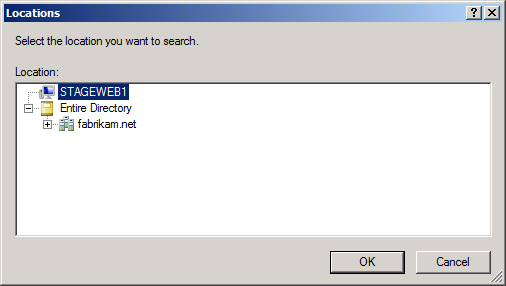 Locations
Select the location you want to search.
Location:
STAGEWEB1
Entire Directory
fabrikam.net
OK
Cancel